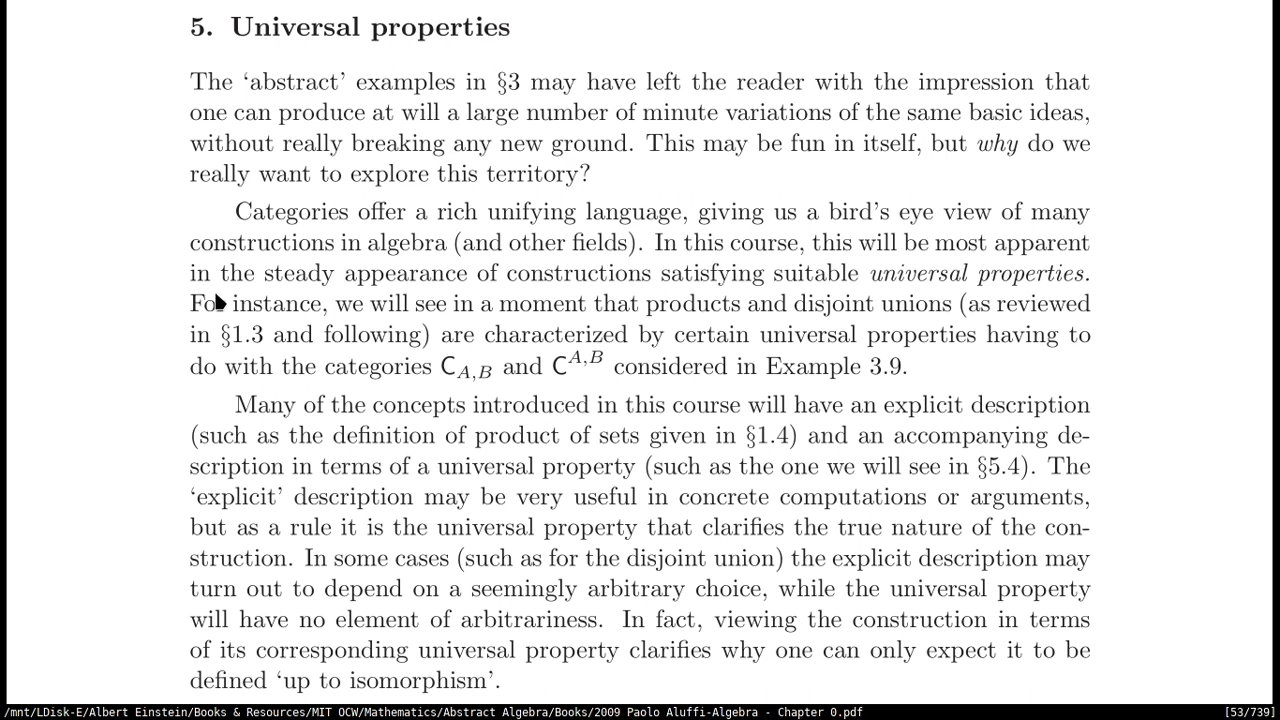 5. Universal properties
The ‘abstract’ examples in §3 may have left the reader with the impression that
one can produce at will a large number of minute variations of the same basic ideas,
without really breaking any new ground. This may be fun in itself, but why do we
really want to explore this territory?
Categories offer a rich unifying language, giving us a bird’s eye view of many
constructions in algebra (and other fields). In this course, this will be most apparent
in the steady appearance of constructions satisfying suitable universal properties.
For instance, we will see in a moment that products and disjoint unions (as reviewed
in §1.3 and following) are characterized by certain universal properties having to
do with the categories C_{A,B} and C^{A,B} considered in Example 3.9.
Many of the concepts introduced in this course will have an explicit description
(such as the definition of product of sets given in §1.4) and an accompanying de-
scription in terms of a universal property (such as the one we will see in §5.4). The
‘explicit’ description may be very useful in concrete computations or arguments,
but as a rule it is the universal property that clarifies the true nature of the con-
struction. In some cases (such as for the disjoint union) the explicit description may
turn out to depend on a seemingly arbitrary choice, while the universal property
will have no element of arbitrariness. In fact, viewing the construction in terms
of its corresponding universal property clarifies why one can only expect it to be
defined ‘up to isomorphism’.
/mnt/LDisk-E/Albert Einstein/Books & Resources/MIT OCW/Mathematics/Abstract Algebra/Books/2009 Paolo Aluffi-Algebra - Chapter 0.pdf [53/739]